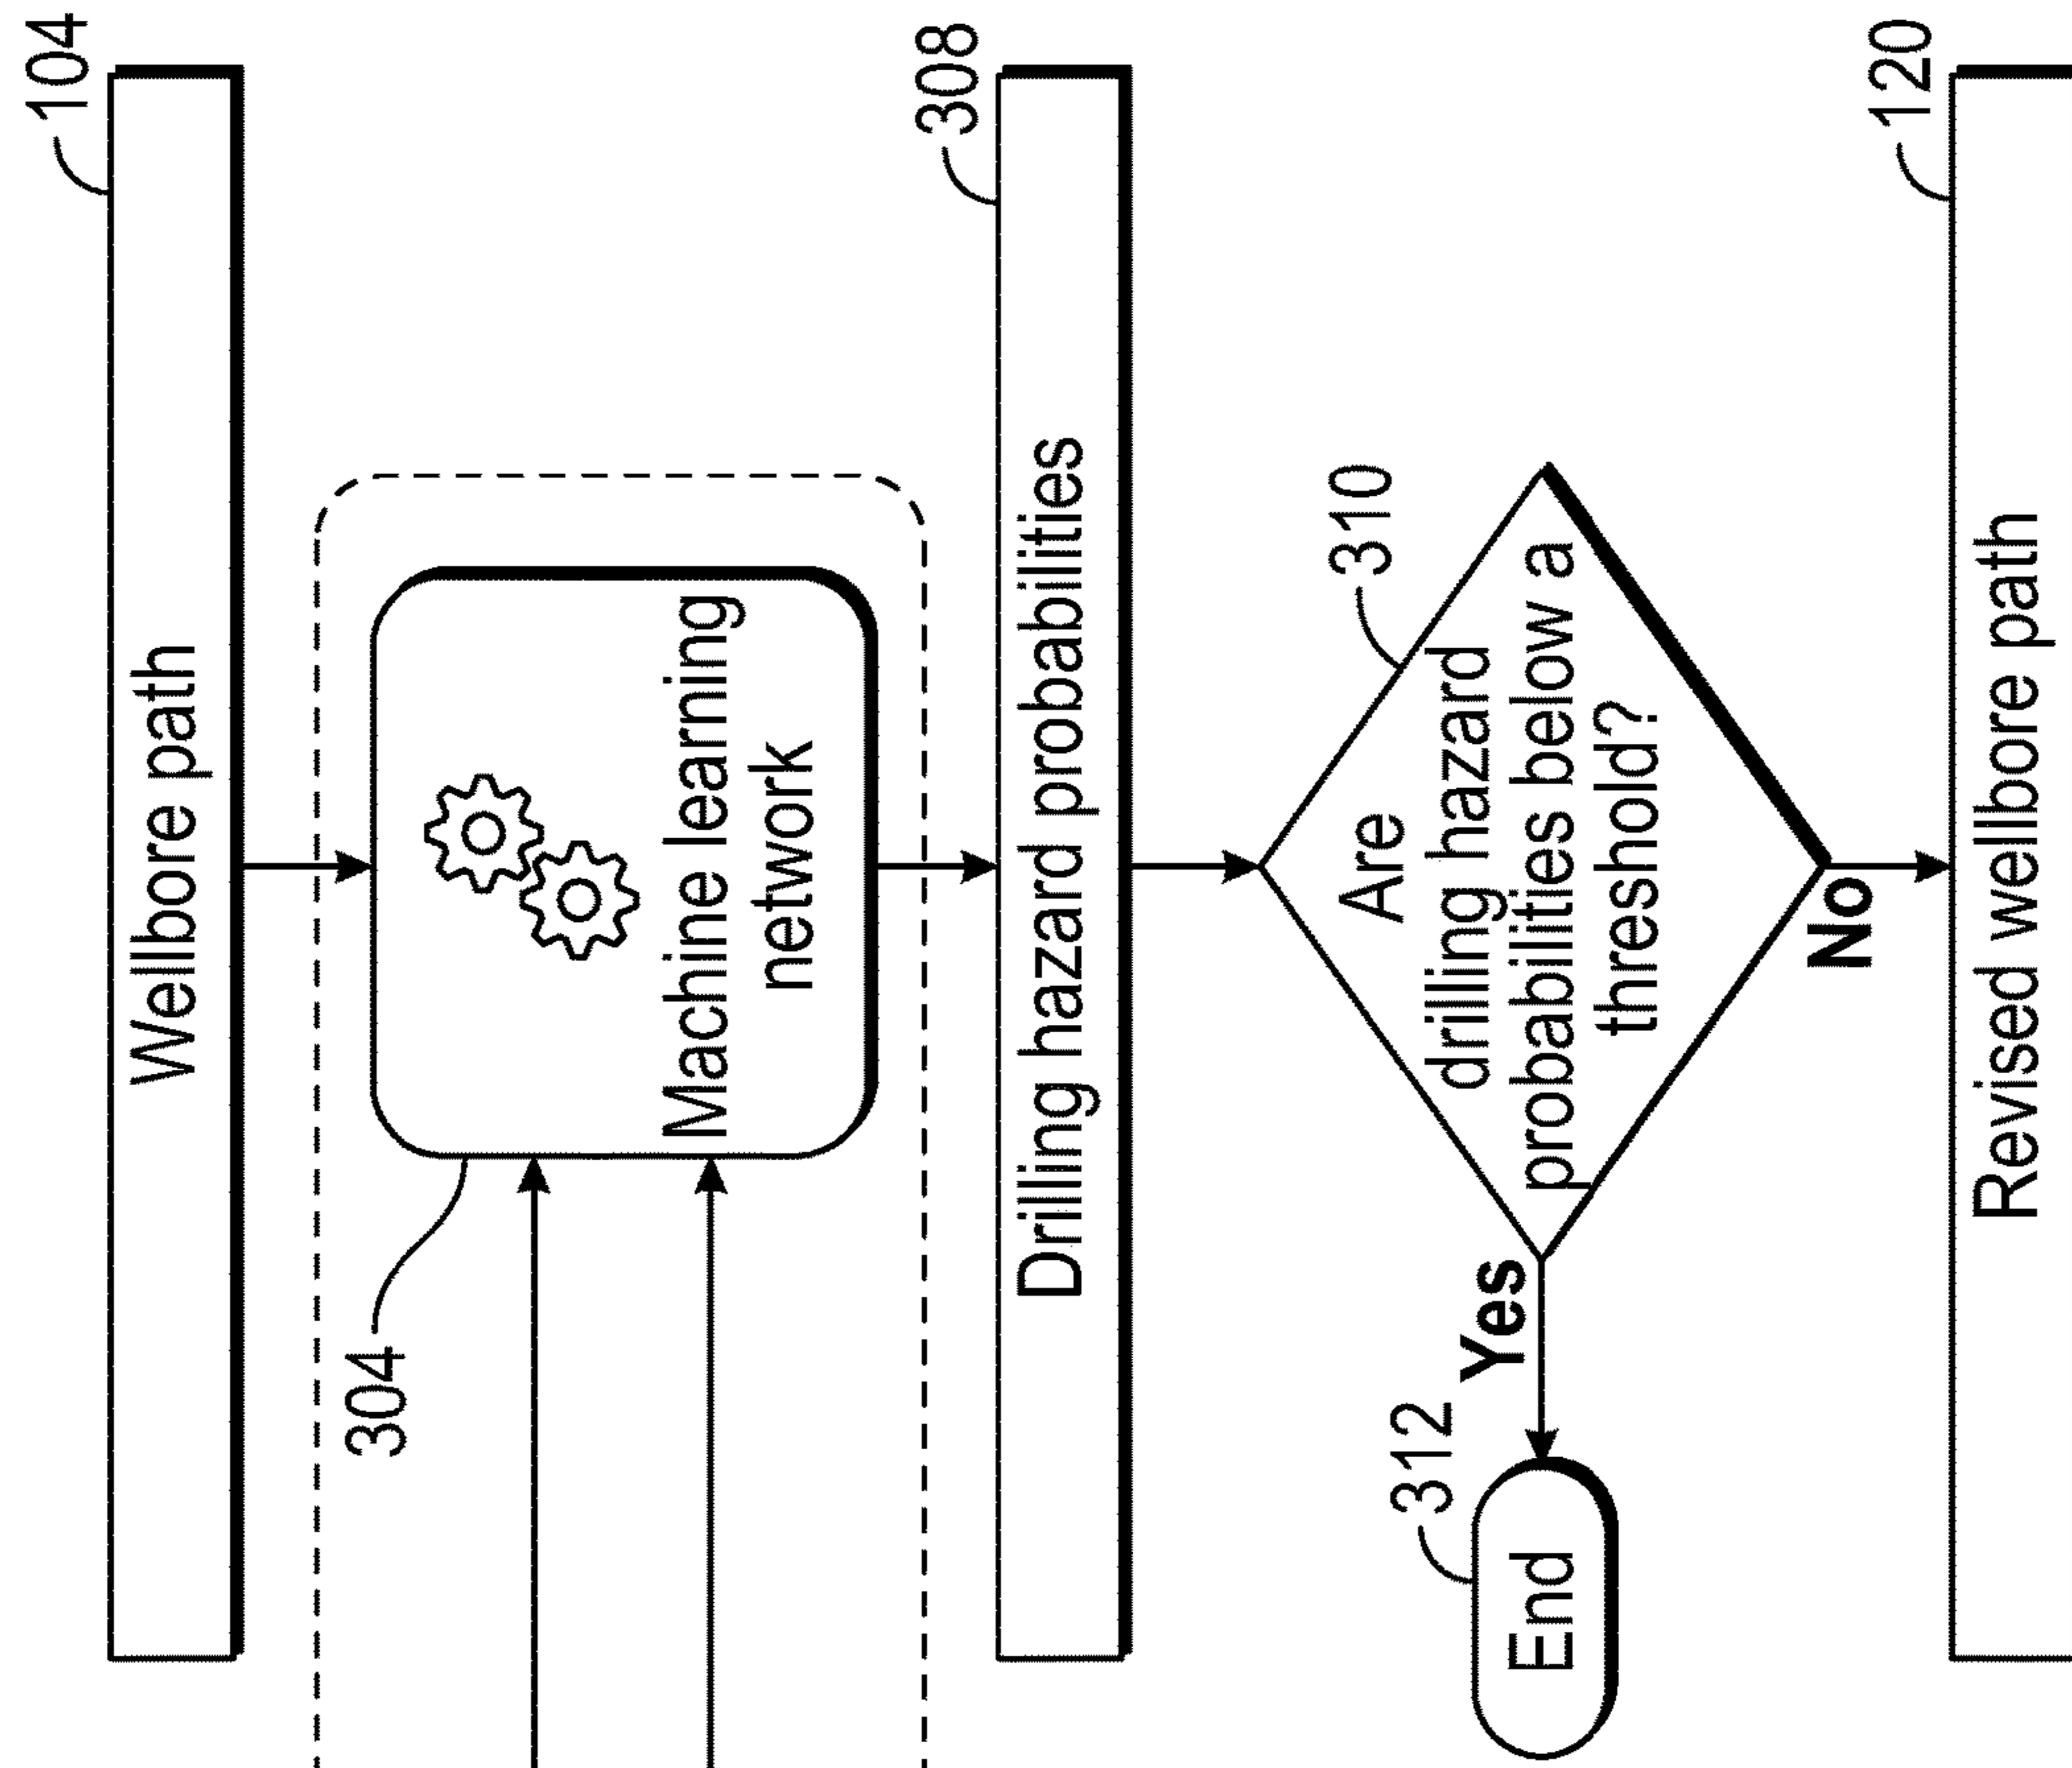 104
Wellbore path
304
Machine learning
network
308
Drilling hazard probabilities
310
Are
drilling hazard
probabilities below a
threshold?
Yes
312
End
No
120
Revised wellbore path